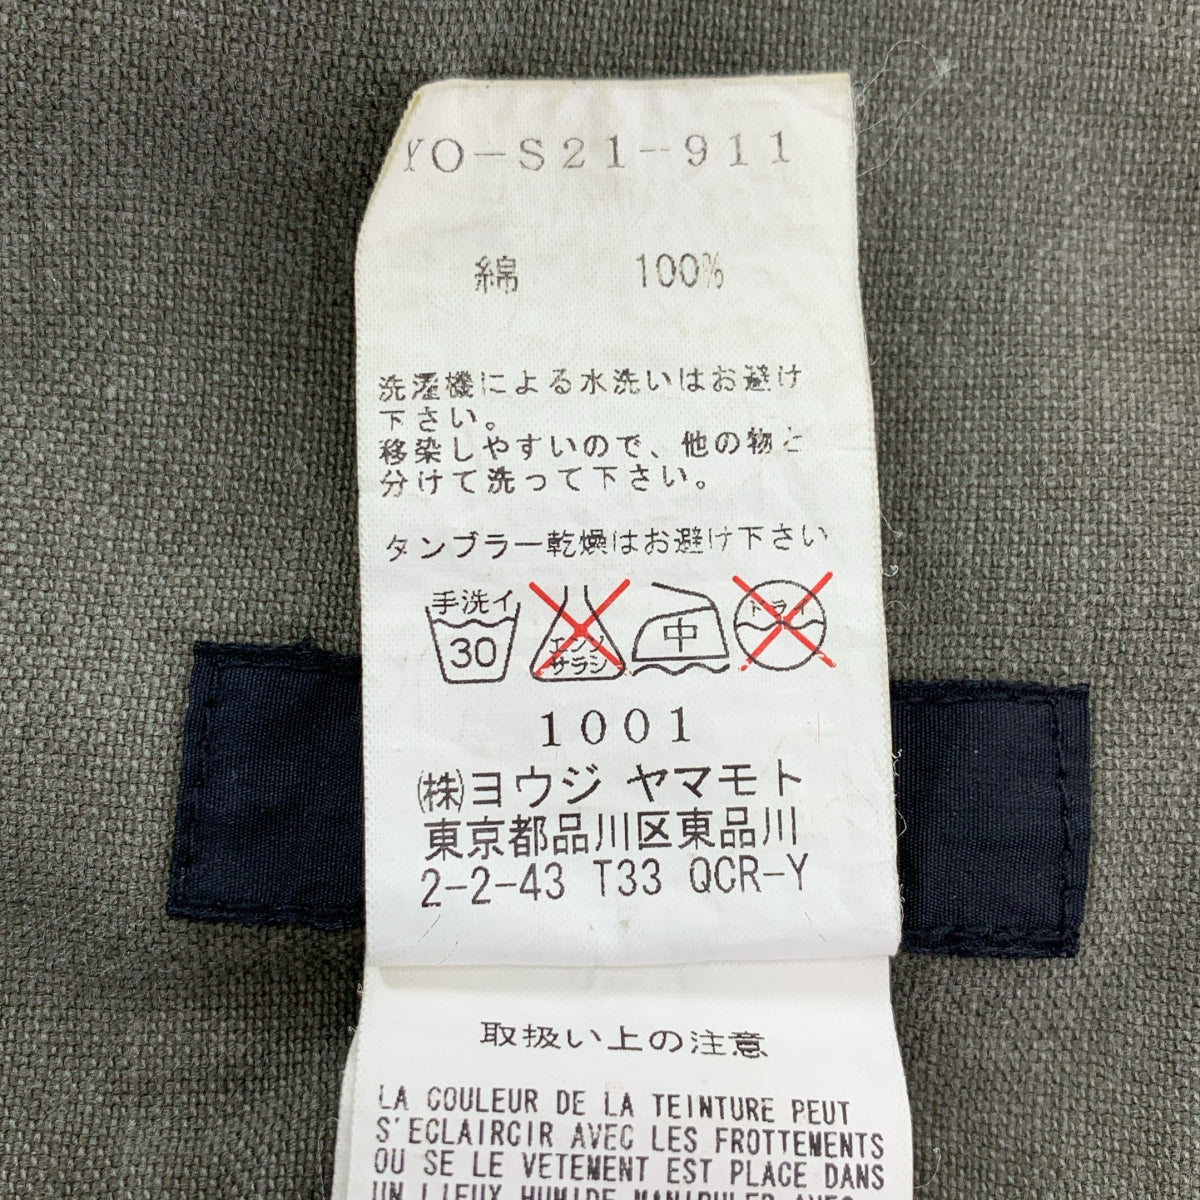 YO-S21-911
綿 100%
洗濯機による水洗いはお避け
下さい。
移染しやすいので、他の物と
分けて洗って下さい。
タンブラー乾燥はお避け下さい
手洗イ
30
エンソ
サラシ
中
ドライ
1001
(株)ヨウジ ヤマモト
東京都品川区東品川
2-2-43 T33 QCR-Y
取扱い上の注意
LA COULEUR DE LA TEINTURE PEUT
S'ECLAIRCIR AVEC LES FROTTEMENTS
OU SE LE VETEMENT EST PLACE DANS
UN LIEUX HUMIDE MANIPULER AVEC